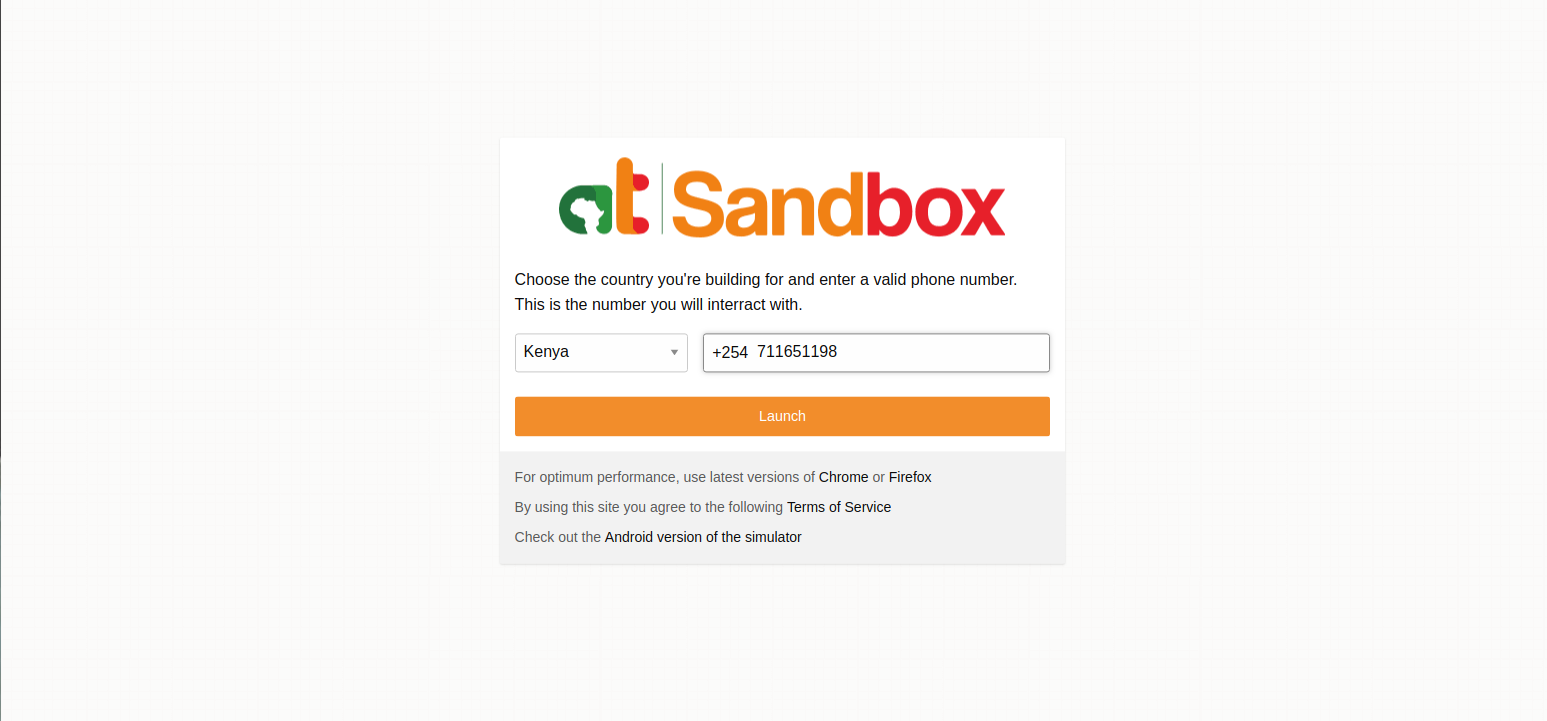 at Sandbox
Choose the country you're building for and enter a valid phone number.
This is the number you will interract with.
Kenya +254 711651198
Launch
For optimum performance, use latest versions of Chrome or Firefox
By using this site you agree to the following Terms of Service
Check out the Android version of the simulator